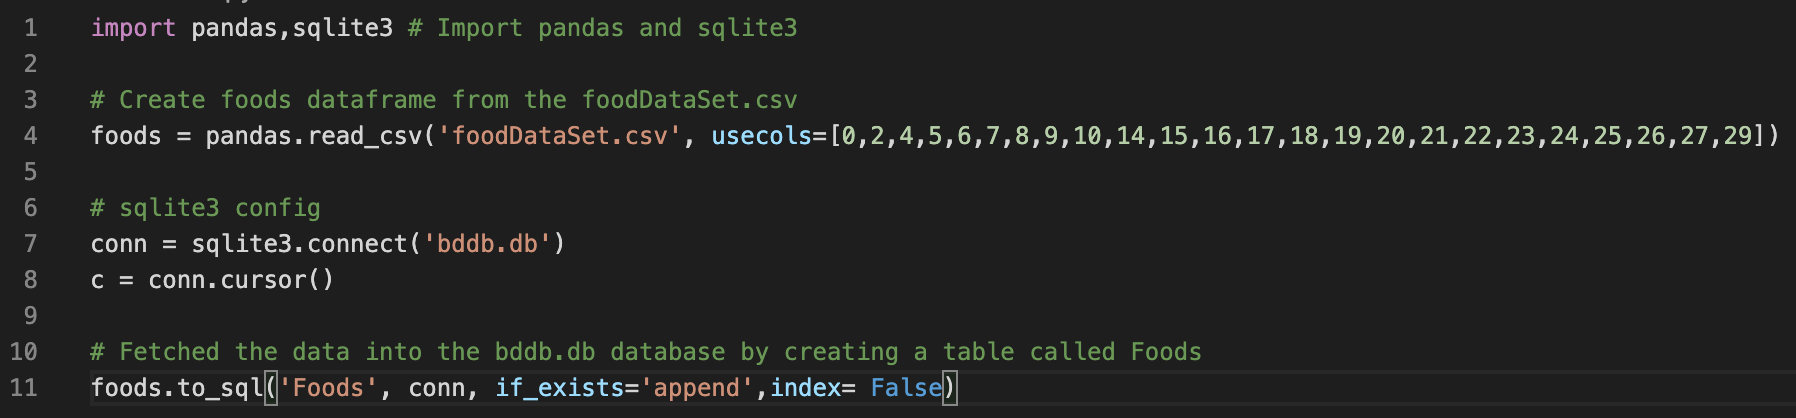 1 import pandas,sqlite3 # Import pandas and sqlite3
2
3 # Create foods dataframe from the foodDataSet.csv
4 foods = pandas.read_csv('foodDataSet.csv', usecols=[0,2,4,5,6,7,8,9,10,14,15,16,17,18,19,20,21,22,23,24,25,26,27,29])
5
6 # sqlite3 config
7 conn = sqlite3.connect('bddb.db')
8 c = conn.cursor()
9
10 # Fetched the data into the bddb.db database by creating a table called Foods
11 foods.to_sql('Foods', conn, if_exists='append',index= False)